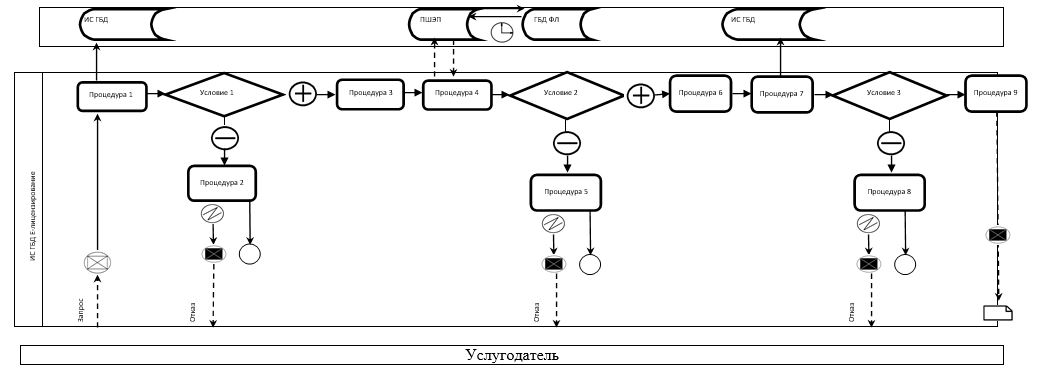 ИС ГБД
ПШЭП
ГБД ФЛ
ИС ГБД
Процедура 1
Условие 1
Процедура 3
Процедура 4
Условие 2
Процедура 6
Процедура 7
Условие 3
Процедура 9
Процедура 2
Процедура 5
Процедура 8
ИС ГБД Е-лицензирование
Запрос
Отказ
Отказ
Отказ
Услугодатель